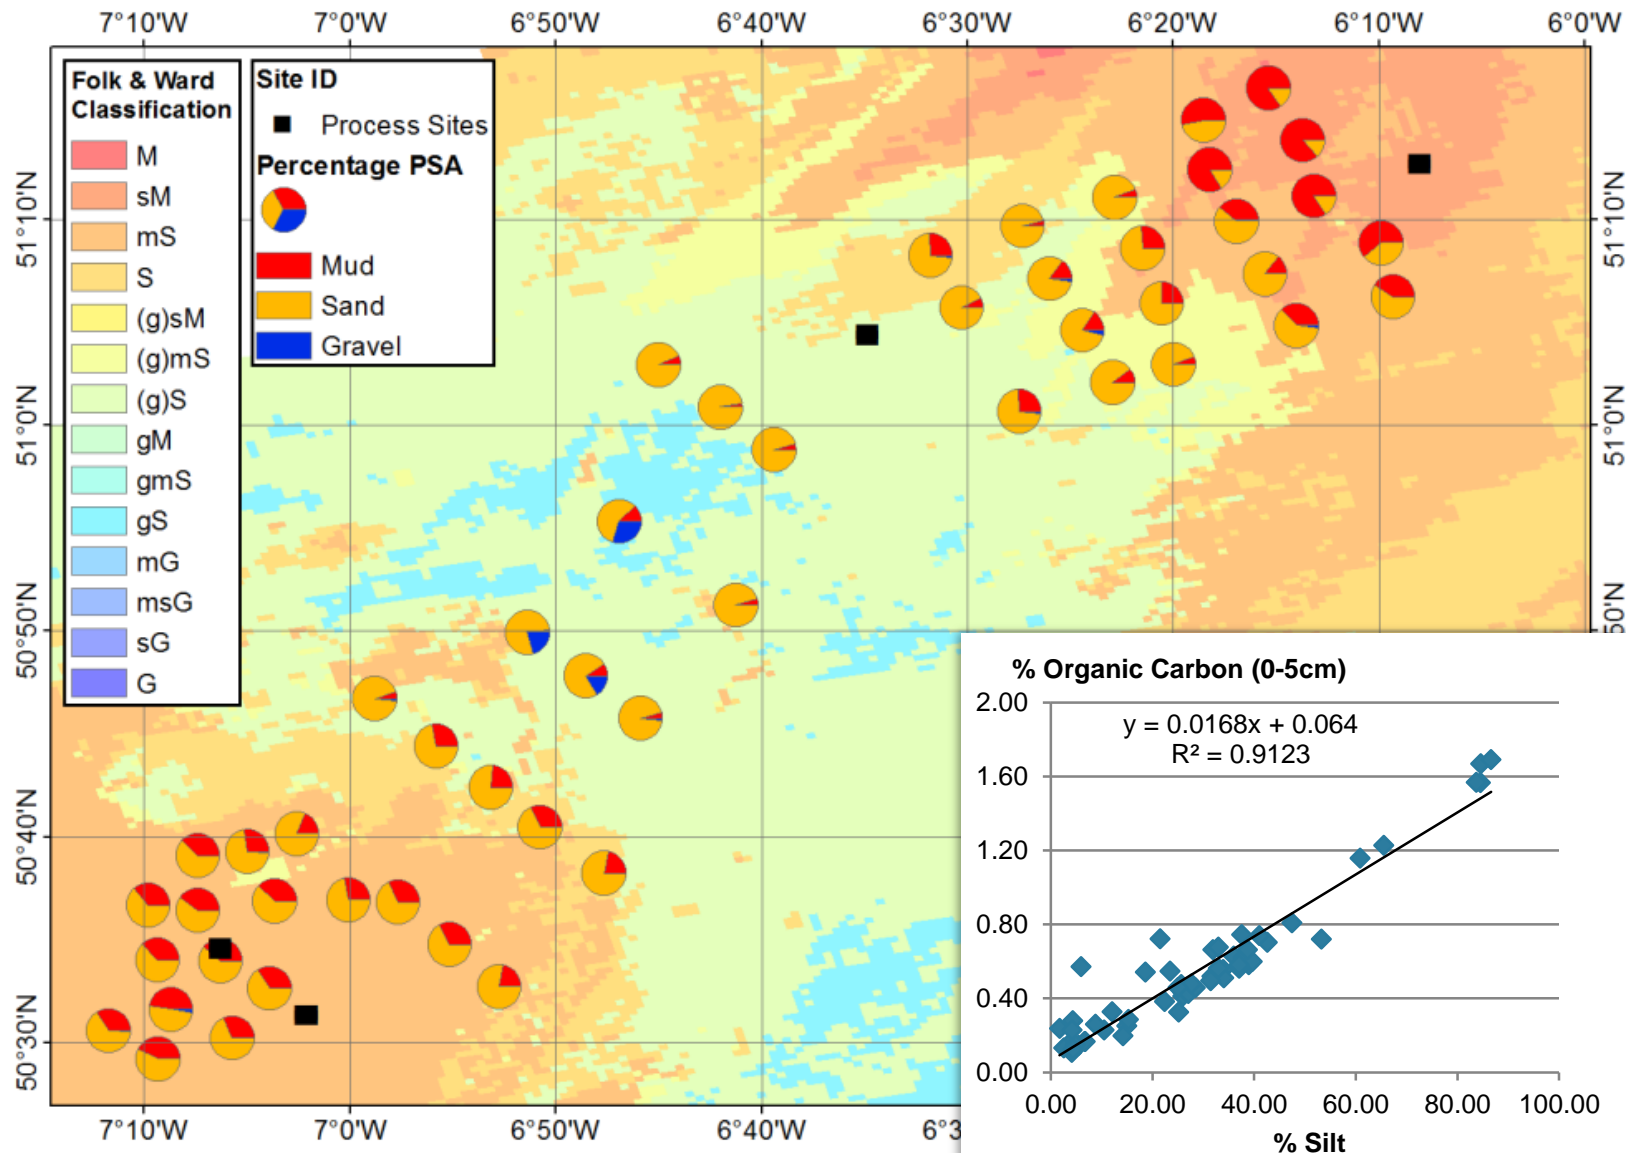 7°10'W 7°0'W 6°50'W 6°40'W 6°30'W 6°20'W 6°10'W 6°0'W
Folk & Ward
Classification
M
sM
mS
S
(g)sM
(g)mS
(g)S
gM
gmS
gS
mG
msG
sG
G
Site ID
Process Sites
Percentage PSA
Mud
Sand
Gravel
51°10'N
51°0'N
50°50'N
50°40'N
50°30'N
51°10'N
51°0'N
50'N
7°10'W 7°0'W 6°50'W 6°40'W 6°3
% Organic Carbon (0-5cm)
y = 0.0168x + 0.064
R² = 0.9123
2.00
1.60
1.20
0.80
0.40
0.00
0.00 20.00 40.00 60.00 80.00 100.00
% Silt